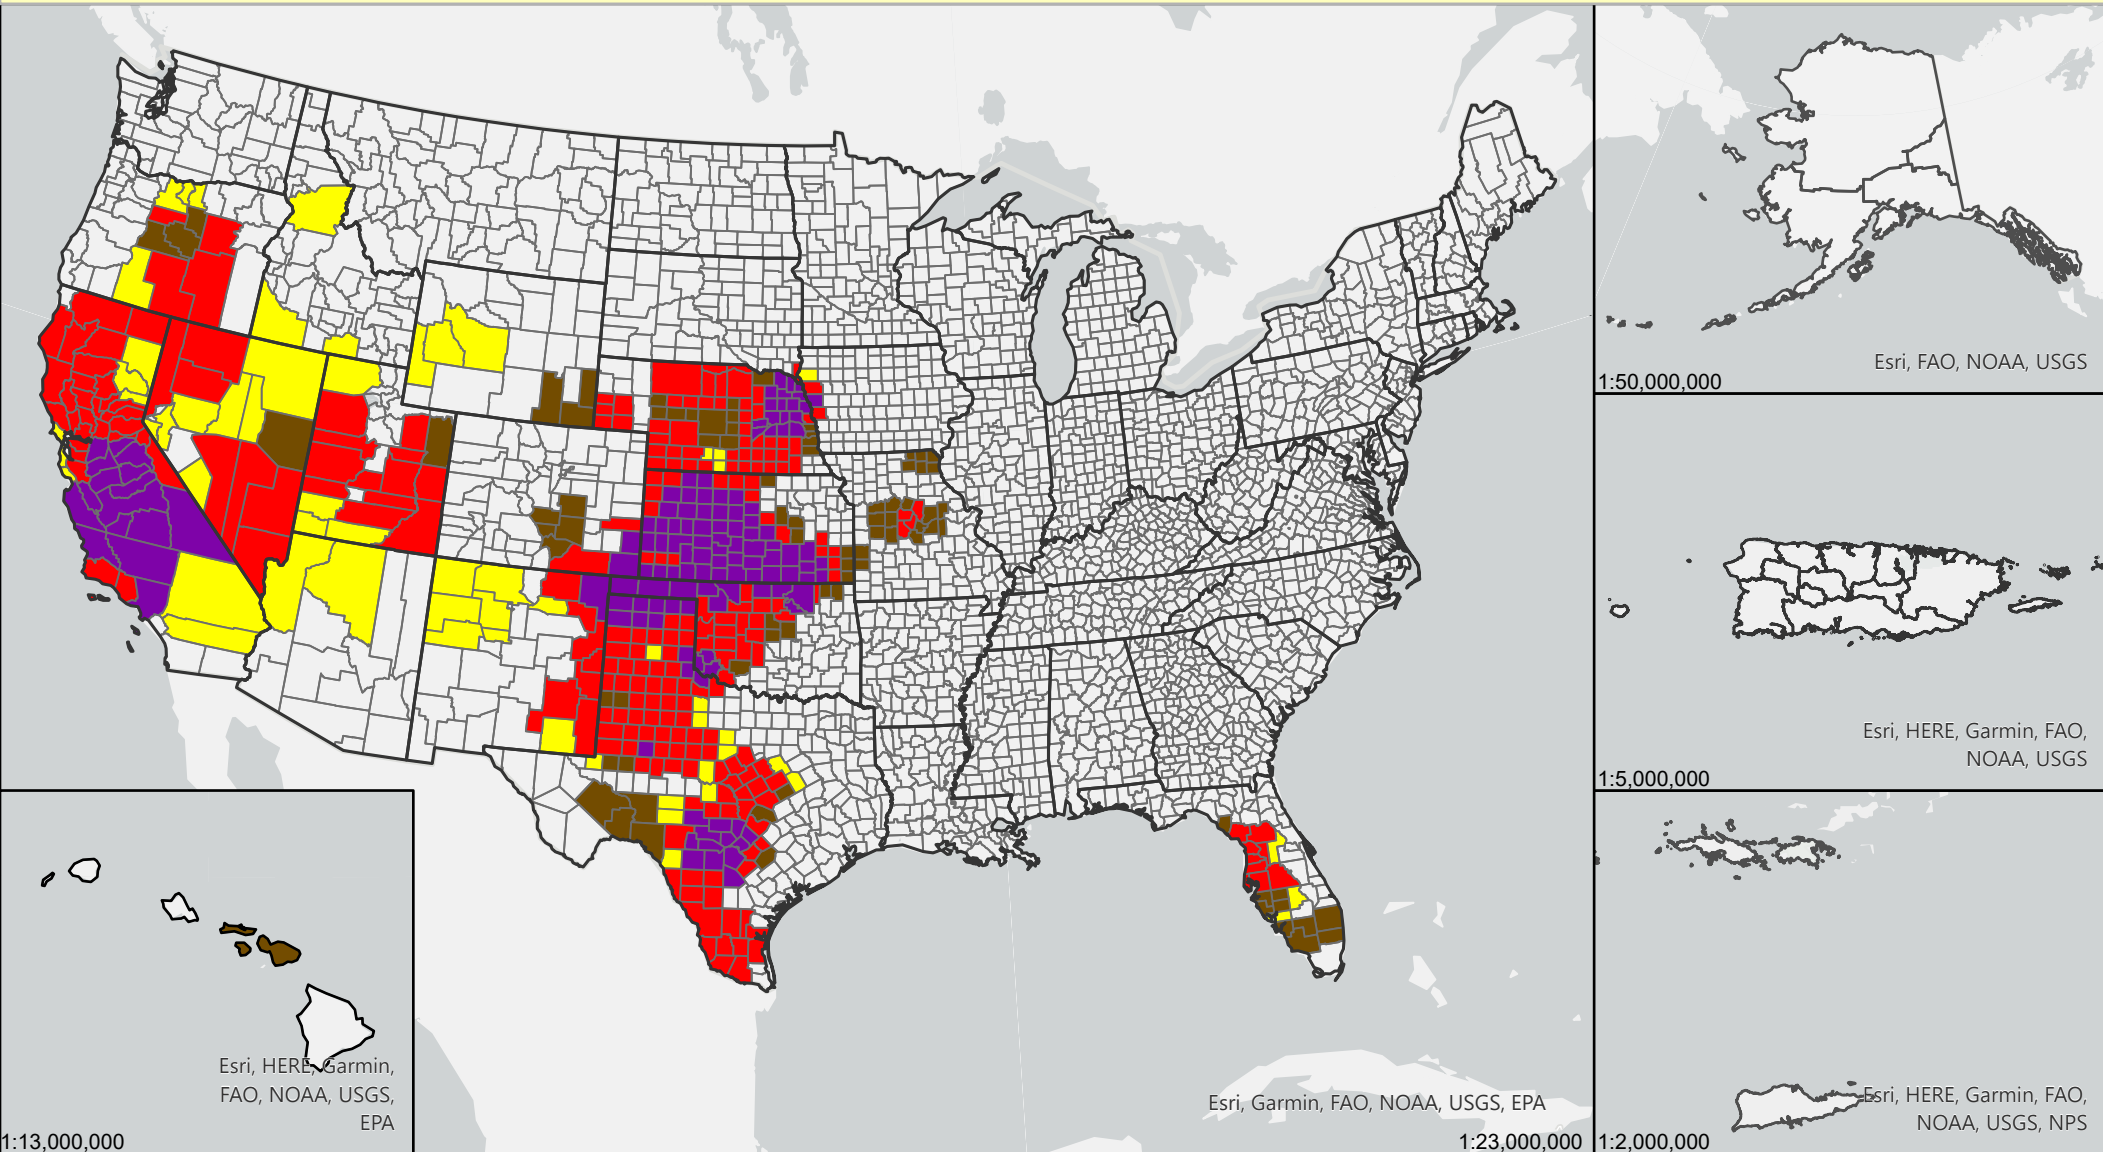 Esri, FAO, NOAA, USGS
1:50,000,000
Esri, HERE, Garmin, FAO,
NOAA, USGS
1:5,000,000
Esri, HERE, Garmin,
FAO, NOAA, USGS,
EPA
1:13,000,000
Esri, Garmin, FAO, NOAA, USGS, EPA
1:23,000,000
Esri, HERE, Garmin, FAO,
NOAA, USGS, NPS
1:2,000,000